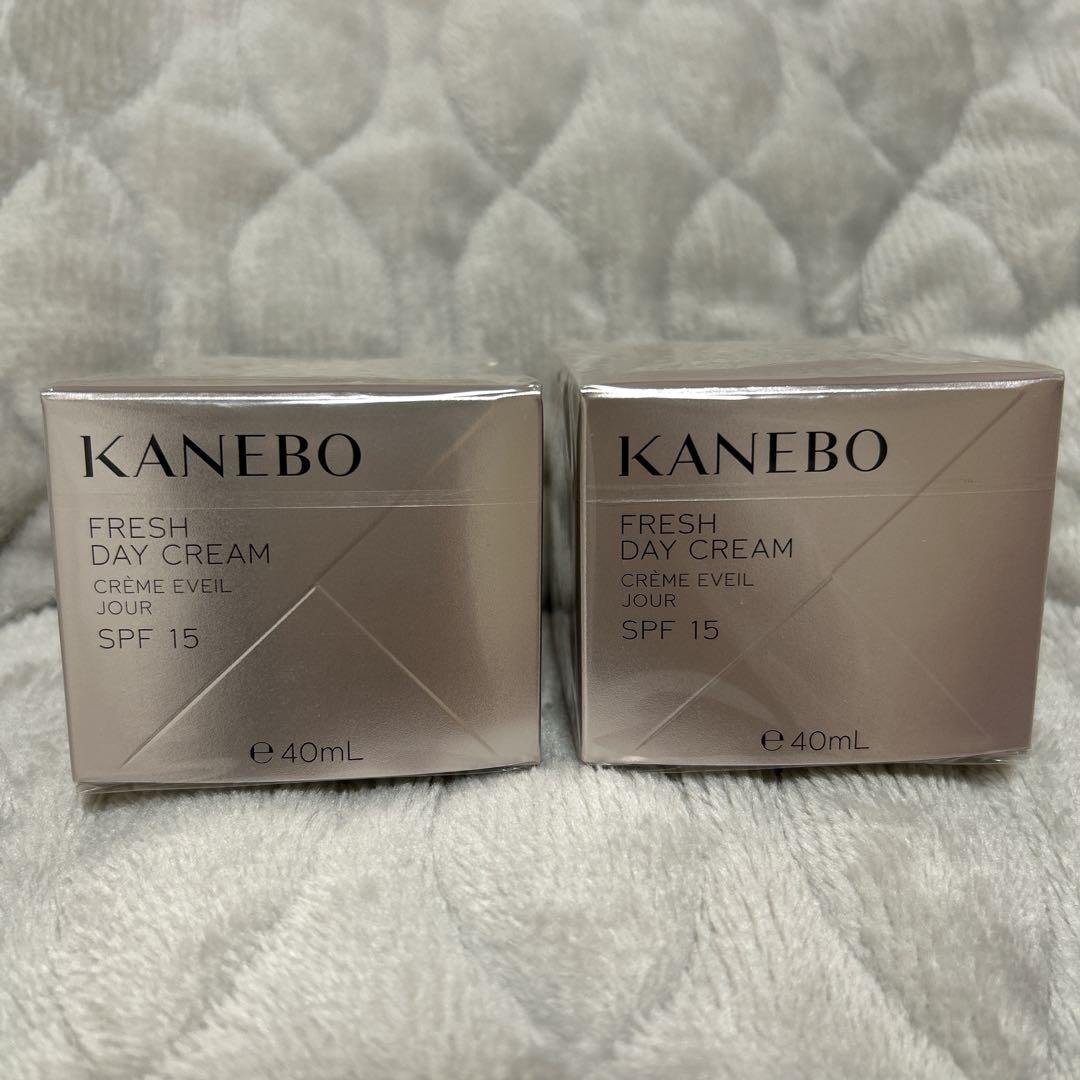 KANEBO
FRESH
DAY CREAM
CRÈME EVEIL
JOUR
SPF 15
℮ 40mL
KANEBO
FRESH
DAY CREAM
CRÈME EVEIL
JOUR
SPF 15
℮ 40mL